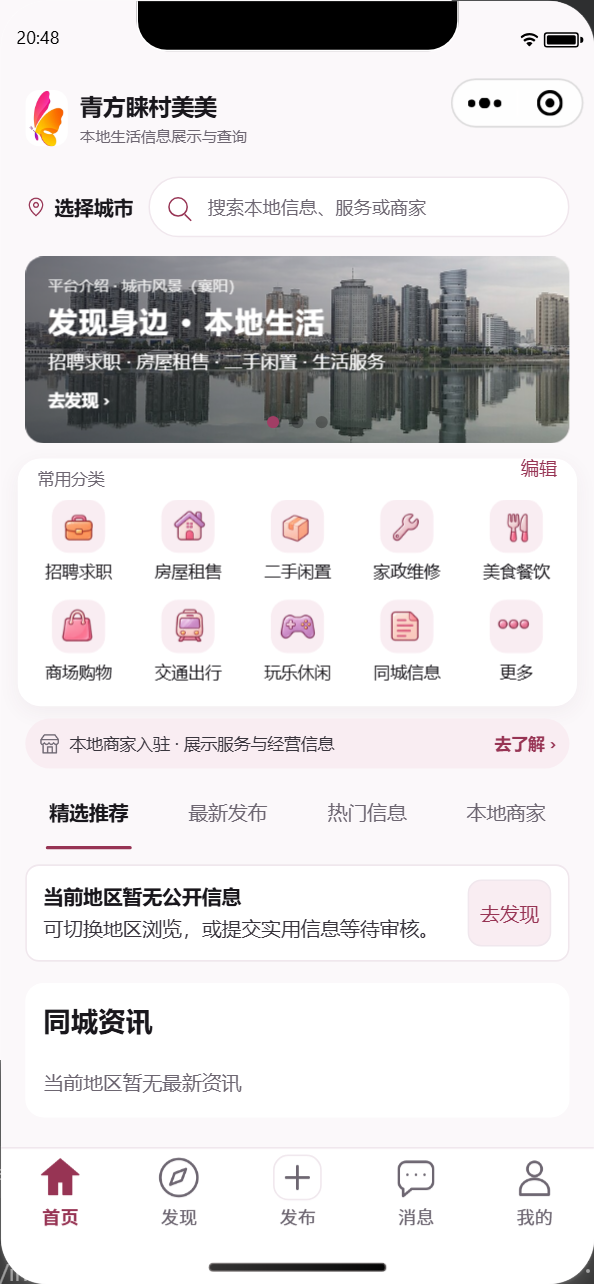 20:48
青方睐村美美
本地生活信息展示与查询
选择城市
搜索本地信息、服务或商家
平台介绍 · 城市风景（襄阳）
发现身边 • 本地生活
招聘求职 · 房屋租售 · 二手闲置 · 生活服务
去发现 ›
常用分类
编辑
招聘求职 房屋租售 二手闲置 家政维修 美食餐饮
商场购物 交通出行 玩乐休闲 同城信息 更多
本地商家入驻 · 展示服务与经营信息
去了解 ›
精选推荐 最新发布 热门信息 本地商家
当前地区暂无公开信息
可切换地区浏览，或提交实用信息等待审核。
去发现
同城资讯
当前地区暂无最新资讯
首页 发现 发布 消息 我的